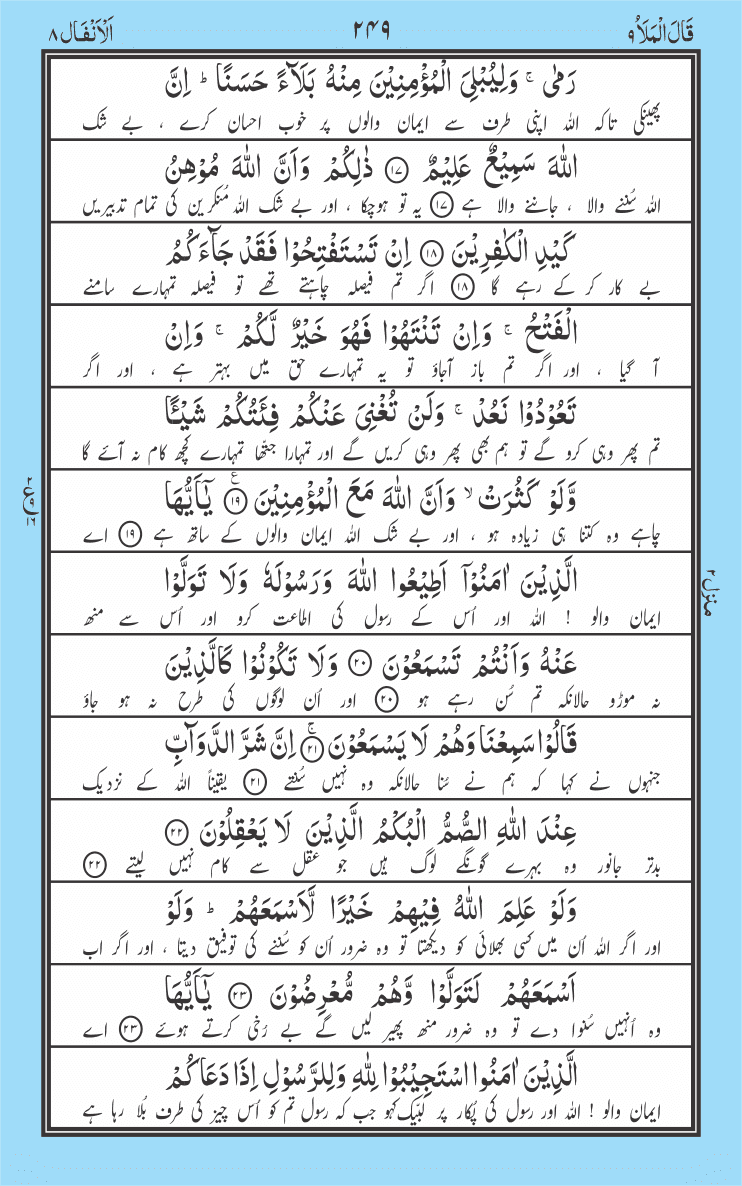 قَالَ الْمَلَاُ ۹
۲۴۹
اَلْاَنْفَال ۸
رَمٰى ۚ وَلِيُبْلِىَ الْمُؤْمِنِيْنَ مِنْهُ بَلَآءً حَسَنًا ؕ اِنَّ
پھینکی تاکہ اللہ اپنی طرف سے ایمان والوں پر خوب احسان کرے ، بے شک
اللهَ سَمِيْعٌ عَلِيْمٌ ﴿۱۷﴾ ذٰلِكُمْ وَاَنَّ اللهَ مُوْهِنُ
اللہ سُننے والا ، جاننے والا ہے ﴿۱۷﴾ یہ تو ہوچکا ، اور بے شک اللہ مُنکرین کی تمام تدبیریں
كَيْدِ الْكٰفِرِيْنَ ﴿۱۸﴾ اِنْ تَسْتَفْتِحُوْا فَقَدْ جَآءَكُمُ
بے کار کر کے رہے گا ﴿۱۸﴾ اگر تم فیصلہ چاہتے تھے تو فیصلہ تمہارے سامنے
الْفَتْحُ ۚ وَاِنْ تَنْتَهُوْا فَهُوَ خَيْرٌ لَّكُمْ ۚ وَاِنْ
آ گیا ، اور اگر تم باز آجاؤ تو یہ تمہارے حق میں بہتر ہے ، اور اگر
تَعُوْدُوْا نَعُدْ ۚ وَلَنْ تُغْنِىَ عَنْكُمْ فِئَتُكُمْ شَيْـًٔا
تم پھر وہی کرو گے تو ہم بھی پھر وہی کریں گے اور تمہارا جتھّا تمہارے کچھ کام نہ آئے گا
وَّلَوْ كَثُرَتْ ۙ وَاَنَّ اللهَ مَعَ الْمُؤْمِنِيْنَ ﴿۱۹﴾ يٰۤاَيُّهَا
چاہے وہ کتنا ہی زیادہ ہو ، اور بے شک اللہ ایمان والوں کے ساتھ ہے ﴿۱۹﴾ اے
الَّذِيْنَ اٰمَنُوْۤا اَطِيْعُوا اللهَ وَرَسُوْلَهٗ وَلَا تَوَلَّوْا
ایمان والو ! اللہ اور اُس کے رسول کی اطاعت کرو اور اُس سے منھ
عَنْهُ وَاَنْتُمْ تَسْمَعُوْنَ ﴿۲۰﴾ وَلَا تَكُوْنُوْا كَالَّذِيْنَ
نہ موڑو حالانکہ تم سُن رہے ہو ﴿۲۰﴾ اور اُن لوگوں کی طرح نہ ہو جاؤ
قَالُوْا سَمِعْنَا وَهُمْ لَا يَسْمَعُوْنَ ﴿۲۱﴾ۚ اِنَّ شَرَّ الدَّوَآبِّ
جنہوں نے کہا کہ ہم نے سُنا حالانکہ وہ نہیں سُنتے ﴿۲۱﴾ یقیناً اللہ کے نزدیک
عِنْدَ اللهِ الصُّمُّ الْبُكْمُ الَّذِيْنَ لَا يَعْقِلُوْنَ ﴿۲۲﴾
بدتر جانور وہ بہرے گونگے لوگ ہیں جو عقل سے کام نہیں لیتے ﴿۲۲﴾
وَلَوْ عَلِمَ اللهُ فِيْهِمْ خَيْرًا لَّاَسْمَعَهُمْ ؕ وَلَوْ
اور اگر اللہ اُن میں کسی بھلائی کو دیکھتا تو وہ ضرور اُن کو سُننے کی توفیق دیتا ، اور اگر اب
اَسْمَعَهُمْ لَتَوَلَّوْا وَّهُمْ مُّعْرِضُوْنَ ﴿۲۳﴾ يٰۤاَيُّهَا
وہ اُنہیں سُنوا دے تو وہ ضرور منھ پھیر لیں گے بے رُخی کرتے ہوئے ﴿۲۳﴾ اے
الَّذِيْنَ اٰمَنُوا اسْتَجِيْبُوْا لِلّٰهِ وَلِلرَّسُوْلِ اِذَا دَعَاكُمْ
ایمان والو ! اللہ اور رسول کی پُکار پر لبّیک کہو جب کہ رسول تم کو اُس چیز کی طرف بُلا رہا ہے
منزل ۲